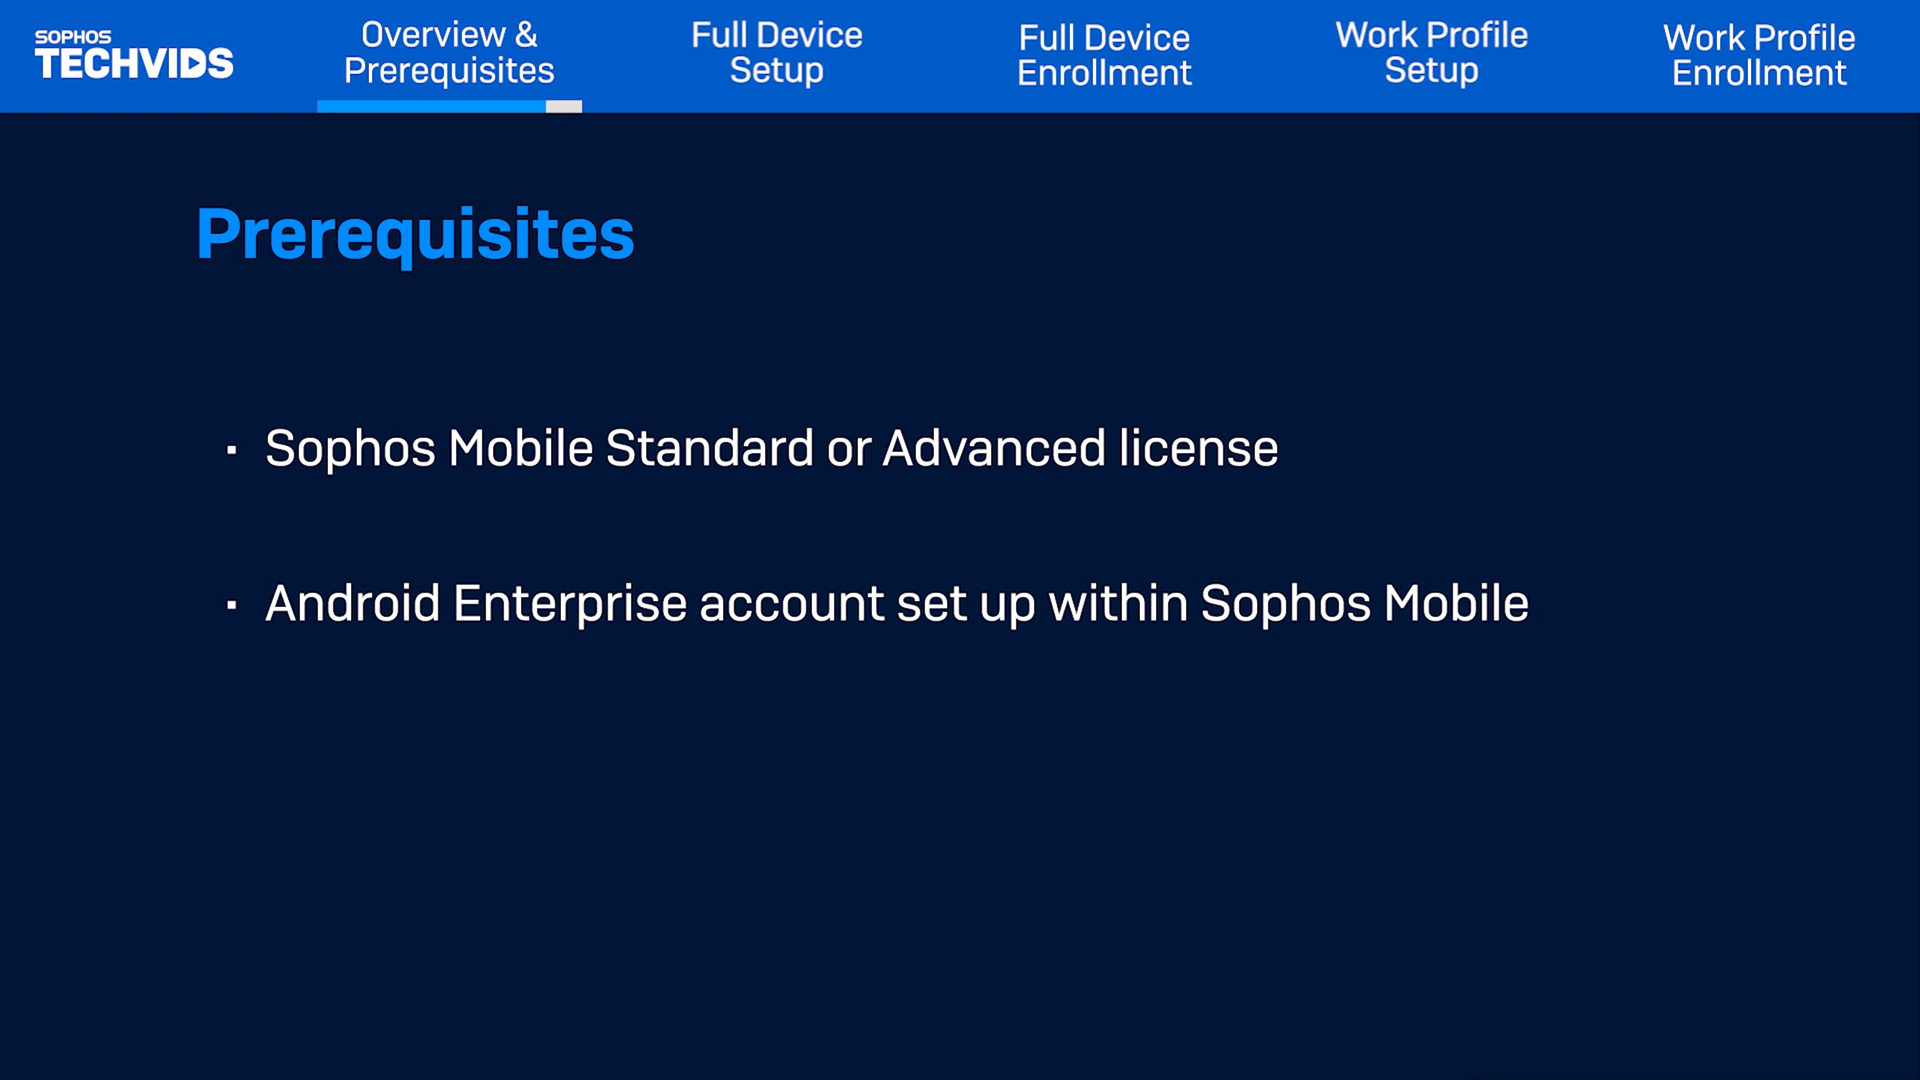 SOPHOS
TECHVIDS
Overview &
Prerequisites
Full Device
Setup
Full Device
Enrollment
Work Profile
Setup
Work Profile
Enrollment
Prerequisites
▪ Sophos Mobile Standard or Advanced license
▪ Android Enterprise account set up within Sophos Mobile